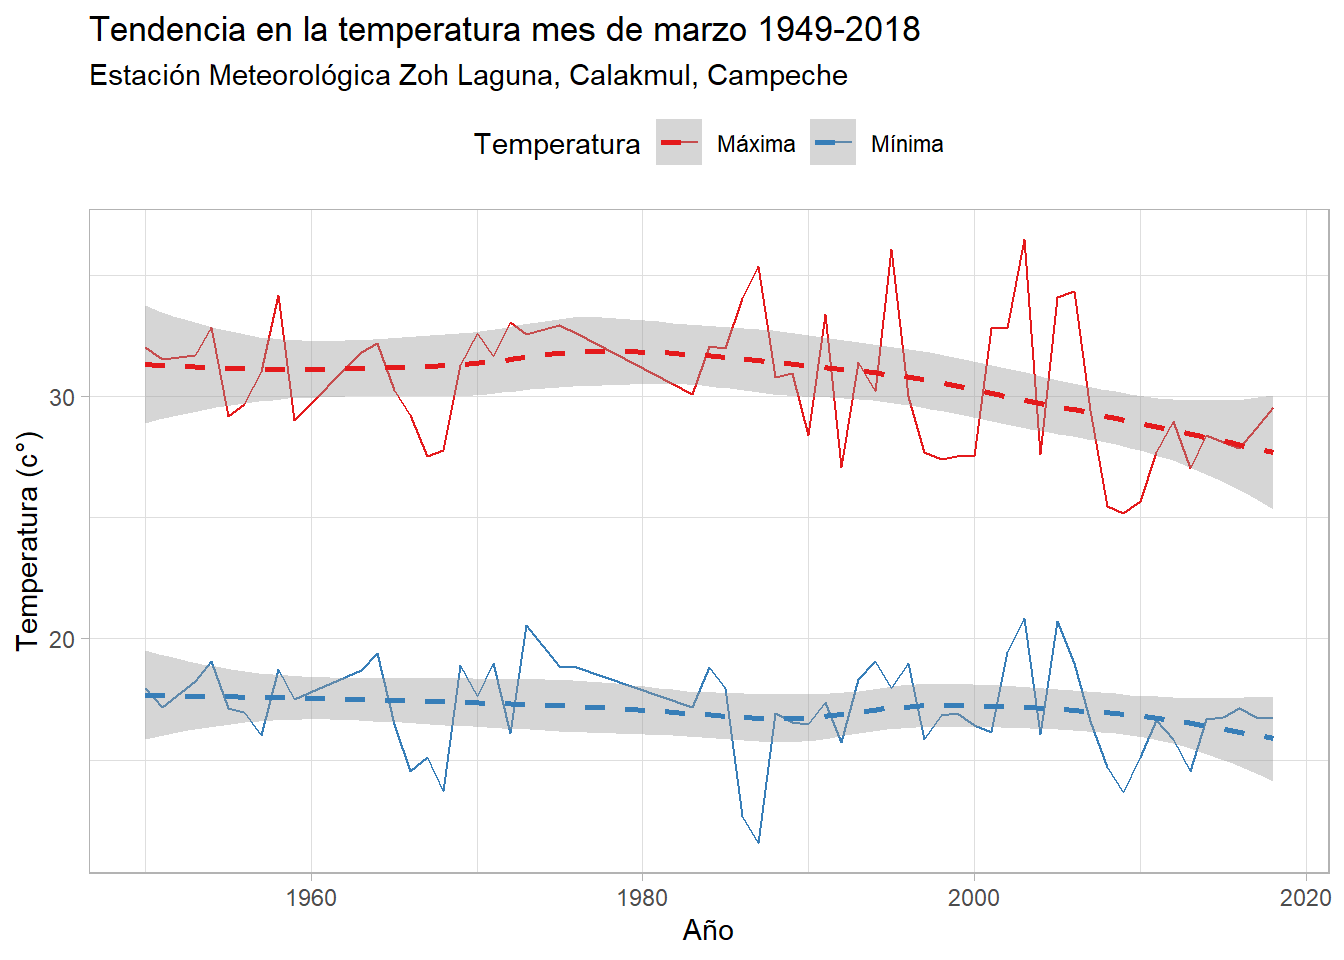 Tendencia en la temperatura mes de marzo 1949-2018
Estación Meteorológica Zoh Laguna, Calakmul, Campeche
Temperatura Máxima Mínima
Temperatura (c°)
30
20
1960 1980 2000 2020
Año